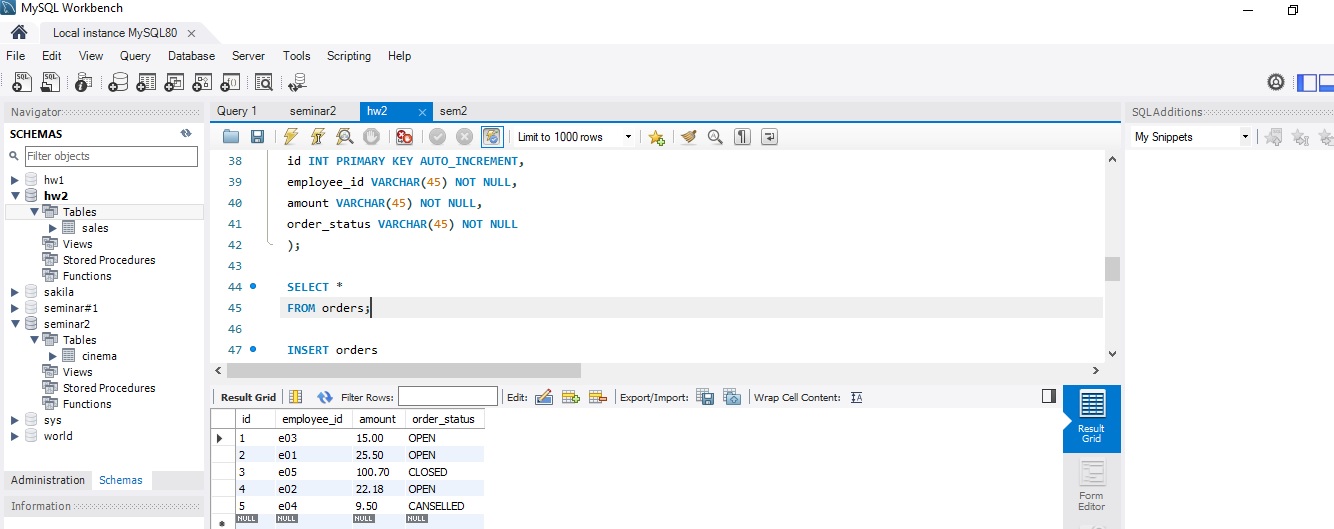 MySQL Workbench
Local instance MySQL80
File Edit View Query Database Server Tools Scripting Help
Navigator
SCHEMAS
Filter objects
hw1
hw2
Tables
sales
Views
Stored Procedures
Functions
sakila
seminar#1
seminar2
Tables
cinema
Views
Stored Procedures
Functions
sys
world
Administration Schemas
Information
Query 1 seminar2 hw2 sem2
Limit to 1000 rows
38 id INT PRIMARY KEY AUTO_INCREMENT,
39 employee_id VARCHAR(45) NOT NULL,
40 amount VARCHAR(45) NOT NULL,
41 order_status VARCHAR(45) NOT NULL
42 );
43
44 SELECT *
45 FROM orders;
46
47 INSERT orders
Result Grid Filter Rows: Edit: Export/Import: Wrap Cell Content:
id employee_id amount order_status
1 e03 15.00 OPEN
2 e01 25.50 OPEN
3 e05 100.70 CLOSED
4 e02 22.18 OPEN
5 e04 9.50 CANSELLED
NULL NULL NULL NULL
Result
Grid
Form
Editor
SQLAdditions
My Snippets